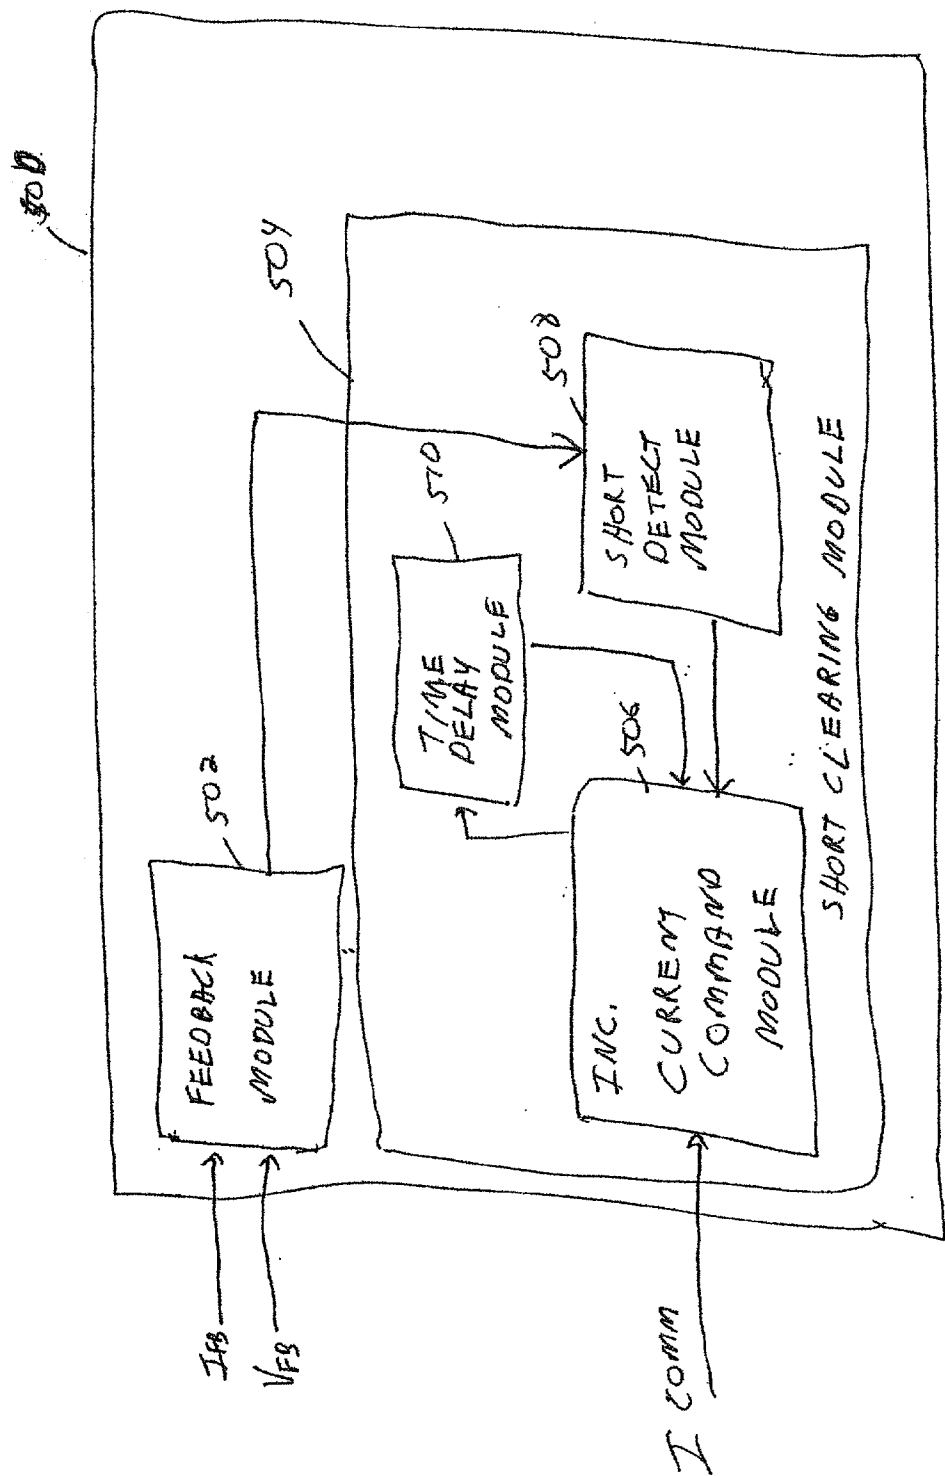 500
504
502
510
508
506
FEEDBACK
MODULE
TIME
DELAY
MODULE
SHORT
DETECT
MODULE
INC.
CURRENT
COMMAND
MODULE
SHORT CLEARING MODULE
IFB
VFB
I COMM